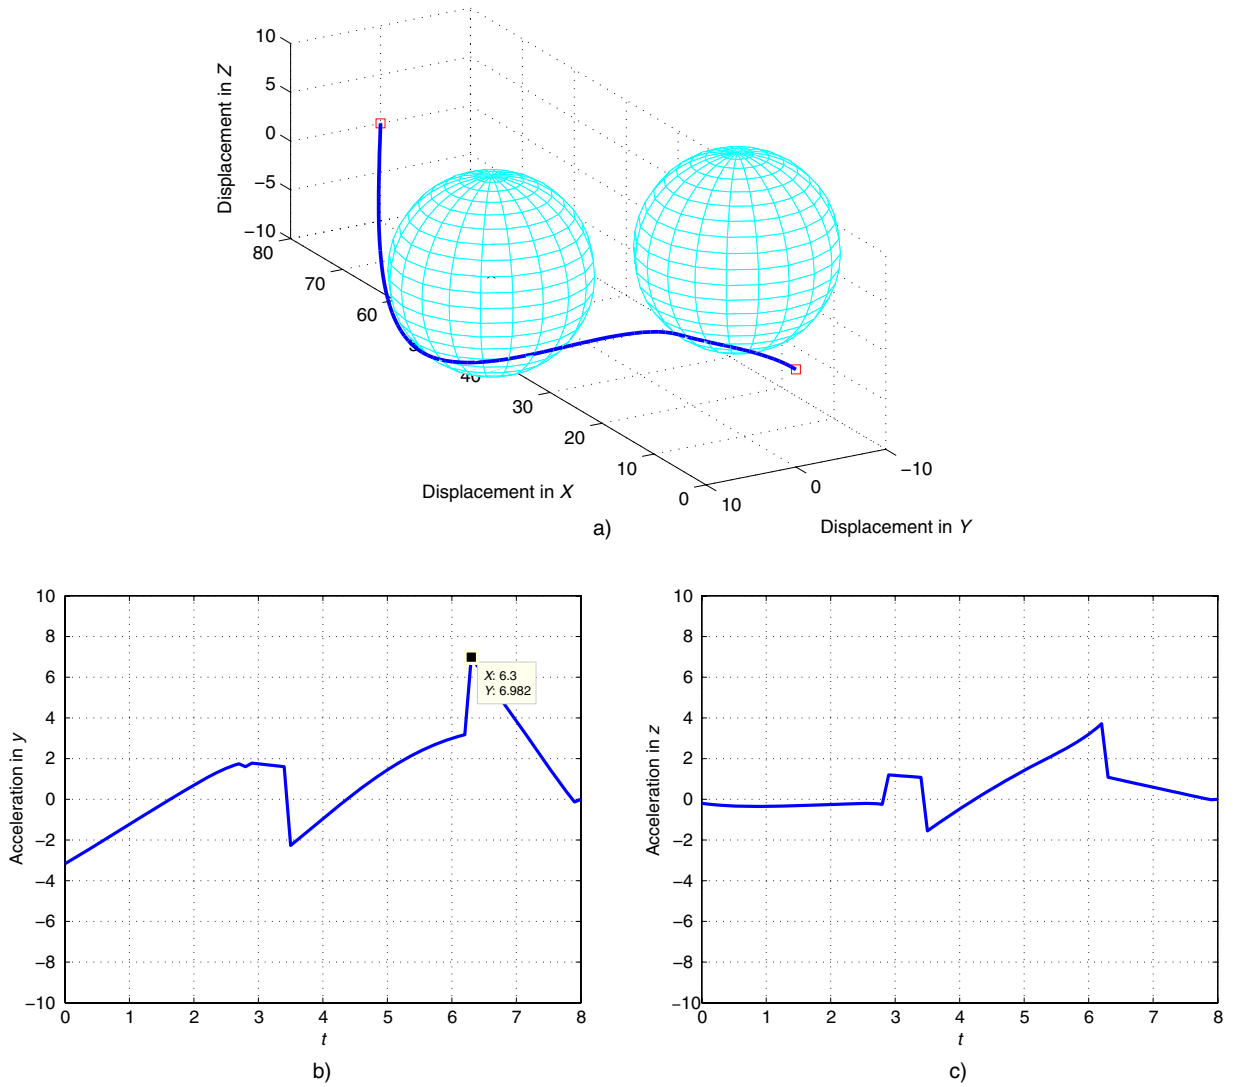 10
5
0
−5
−10
Displacement in Z
80
70
60
40
30
20
10
0
10
0
−10
Displacement in X
Displacement in Y
a)
10
8
6
4
2
0
−2
−4
−6
−8
−10
Acceleration in y
X: 6.3
Y: 6.982
0 1 2 3 4 5 6 7 8
t
b)
10
8
6
4
2
0
−2
−4
−6
−8
−10
Acceleration in z
0 1 2 3 4 5 6 7 8
t
c)